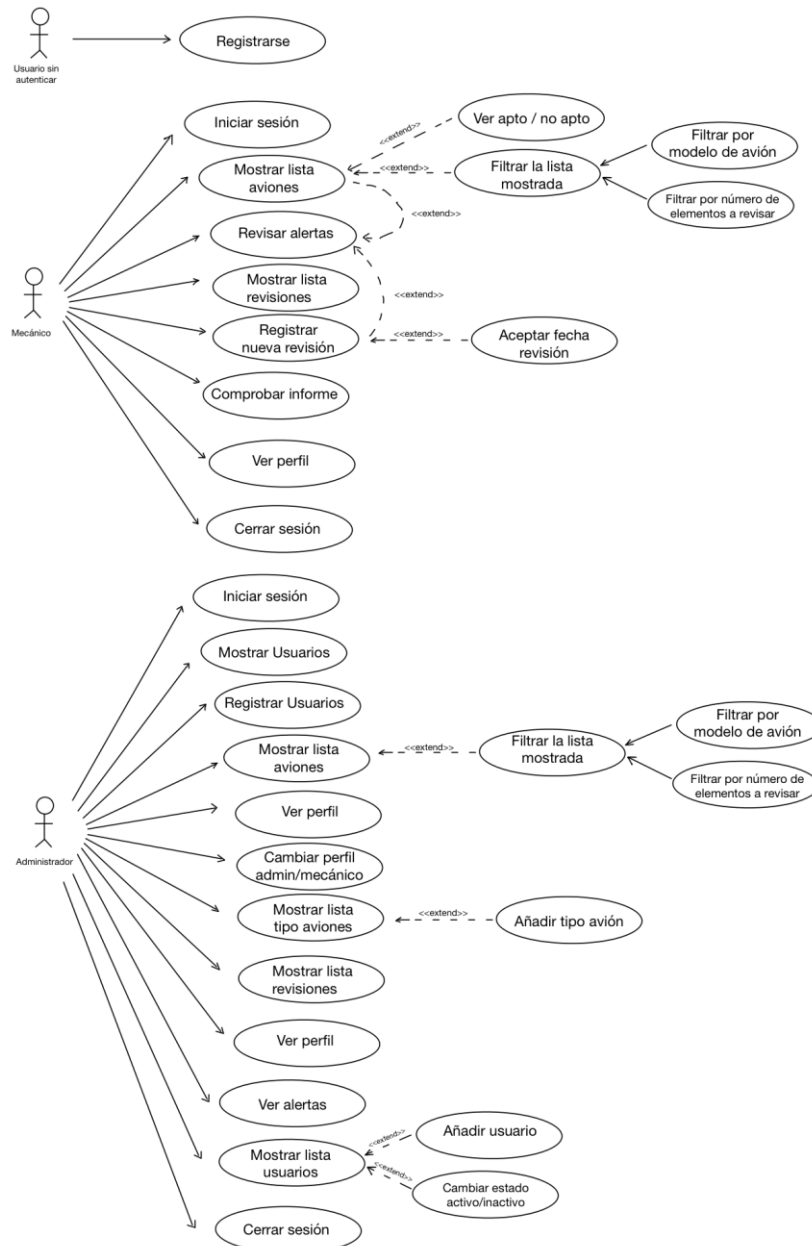 Registrarse
Usuario sin
autenticar
Iniciar sesión
<<extend>>
Ver apto / no apto
Filtrar por
modelo de avión
Mostrar lista
aviones
<<extend>>
Filtrar la lista
mostrada
Filtrar por número de
elementos a revisar
<<extend>>
Revisar alertas
Mostrar lista
revisiones
<<extend>>
Mecánico
Registrar
nueva revisión
<<extend>>
Aceptar fecha
revisión
Comprobar informe
Ver perfil
Cerrar sesión
Iniciar sesión
Mostrar Usuarios
Registrar Usuarios
Filtrar por
modelo de avión
Mostrar lista
aviones
<<extend>>
Filtrar la lista
mostrada
Filtrar por número de
elementos a revisar
Ver perfil
Administrador
Cambiar perfil
admin/mecánico
Mostrar lista
tipo aviones
<<extend>>
Añadir tipo avión
Mostrar lista
revisiones
Ver perfil
Ver alertas
<<extend>>
Añadir usuario
Mostrar lista
usuarios
<<extend>>
Cambiar estado
activo/inactivo
Cerrar sesión